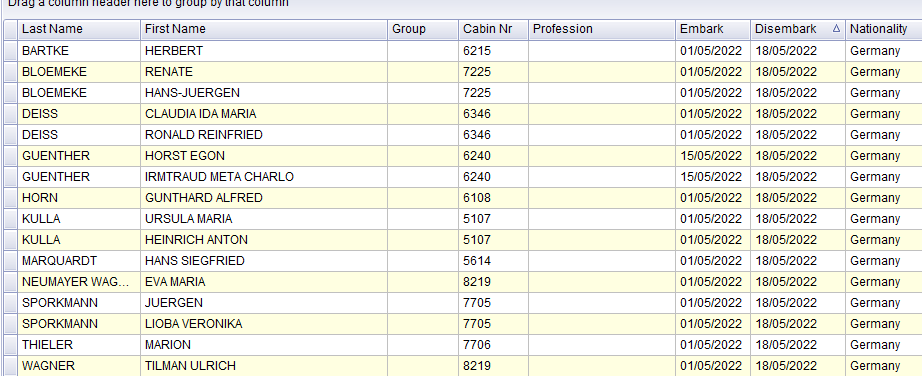 Drag a column header here to group by that column
Last Name First Name Group Cabin Nr Profession Embark Disembark Nationality
BARTKE HERBERT 6215 01/05/2022 18/05/2022 Germany
BLOEMEKE RENATE 7225 01/05/2022 18/05/2022 Germany
BLOEMEKE HANS-JUERGEN 7225 01/05/2022 18/05/2022 Germany
DEISS CLAUDIA IDA MARIA 6346 01/05/2022 18/05/2022 Germany
DEISS RONALD REINFRIED 6346 01/05/2022 18/05/2022 Germany
GUENTHER HORST EGON 6240 15/05/2022 18/05/2022 Germany
GUENTHER IRMTRAUD META CHARLO 6240 15/05/2022 18/05/2022 Germany
HORN GUNTHARD ALFRED 6108 01/05/2022 18/05/2022 Germany
KULLA URSULA MARIA 5107 01/05/2022 18/05/2022 Germany
KULLA HEINRICH ANTON 5107 01/05/2022 18/05/2022 Germany
MARQUARDT HANS SIEGFRIED 5614 01/05/2022 18/05/2022 Germany
NEUMAYER WAG... EVA MARIA 8219 01/05/2022 18/05/2022 Germany
SPORKMANN JUERGEN 7705 01/05/2022 18/05/2022 Germany
SPORKMANN LIOBA VERONIKA 7705 01/05/2022 18/05/2022 Germany
THIELER MARION 7706 01/05/2022 18/05/2022 Germany
WAGNER TILMAN ULRICH 8219 01/05/2022 18/05/2022 Germany